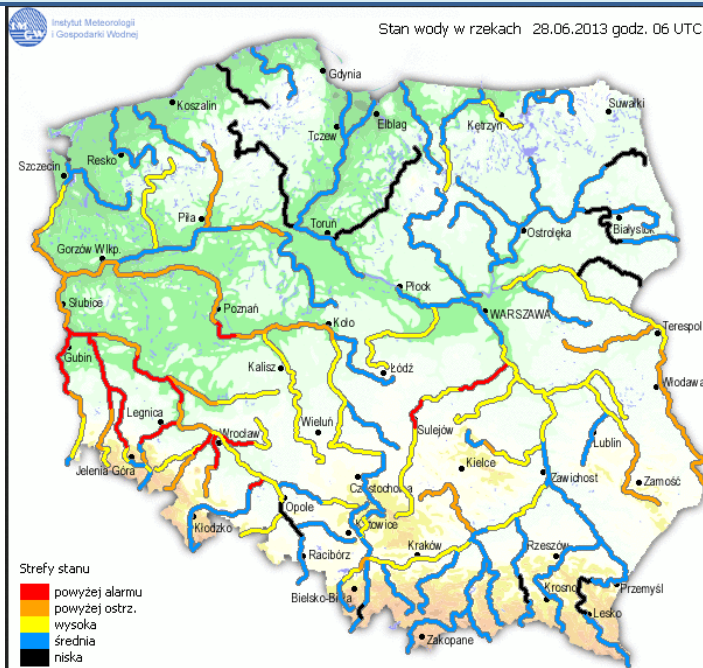 Instytut Meteorologii
i Gospodarki Wodnej
Stan wody w rzekach 28.06.2013 godz. 06 UTC
Gdynia
Koszalin
Suwałki
Tczew
Elbląg
Kętrzyn
Resko
Szczecin
Piła
Toruń
Ostrołęka
Białystok
Gorzów Wlkp.
Płock
Słubice
Poznań
Koło
WARSZAWA
Terespol
Gubin
Kalisz
Łódź
Włodawa
Legnica
Wrocław
Wieluń
Sulejów
Lublin
Jelenia-Góra
Kielce
Częstochowa
Zawichost
Zamość
Opole
Kłodzko
Katowice
Racibórz
Kraków
Rzeszów
Bielsko-Biała
Krosno
Przemyśl
Lesko
Zakopane
Strefy stanu
powyżej alarmu
powyżej ostrz.
wysoka
średnia
niska